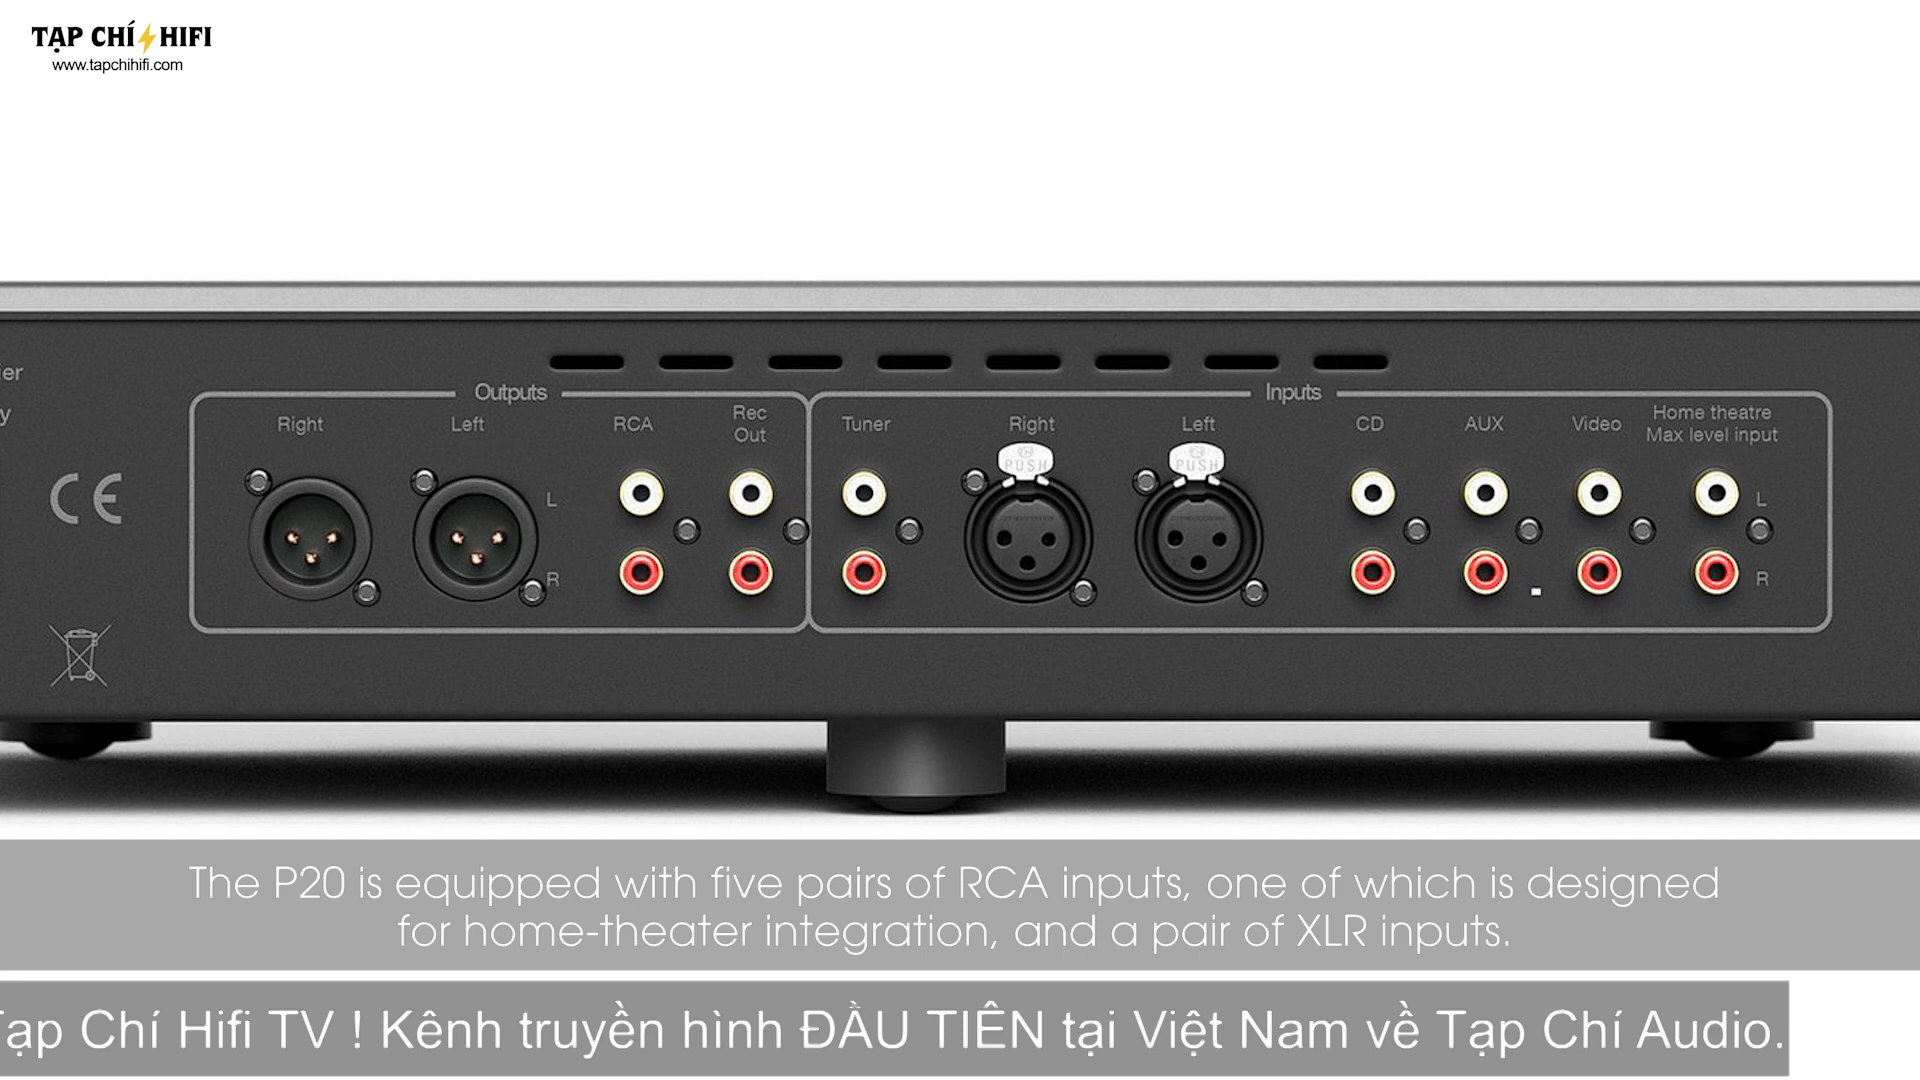 TẠP CHÍ HIFI
www.tapchihifi.com
Outputs
Inputs
Right
Left
RCA
Rec
Out
Tuner
Right
Left
CD
AUX
Video
Home theatre
Max level input
PUSH
PUSH
L
R
L
R
CE
The P20 is equipped with five pairs of RCA inputs, one of which is designed
for home-theater integration, and a pair of XLR inputs.
Tạp Chí Hifi TV ! Kênh truyền hình ĐẦU TIÊN tại Việt Nam về Tạp Chí Audio.